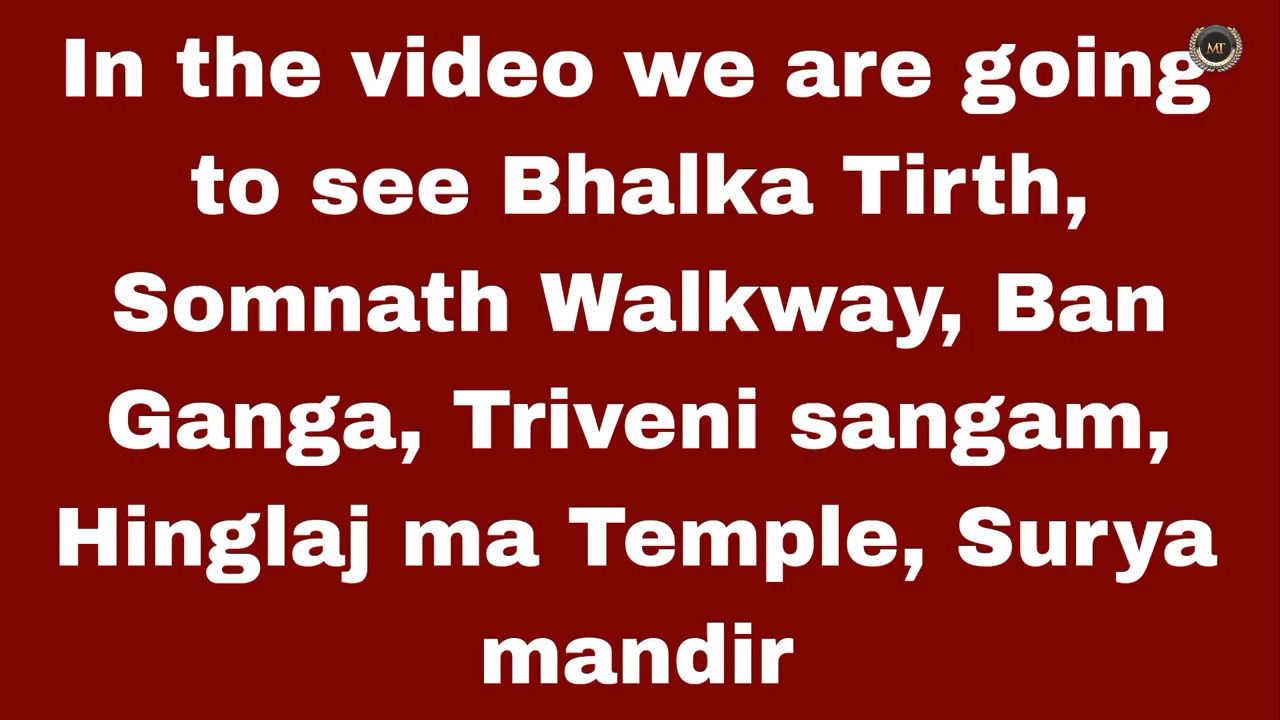 In the video we are going
to see Bhalka Tirth,
Somnath Walkway, Ban
Ganga, Triveni sangam,
Hinglaj ma Temple, Surya
mandir
MT